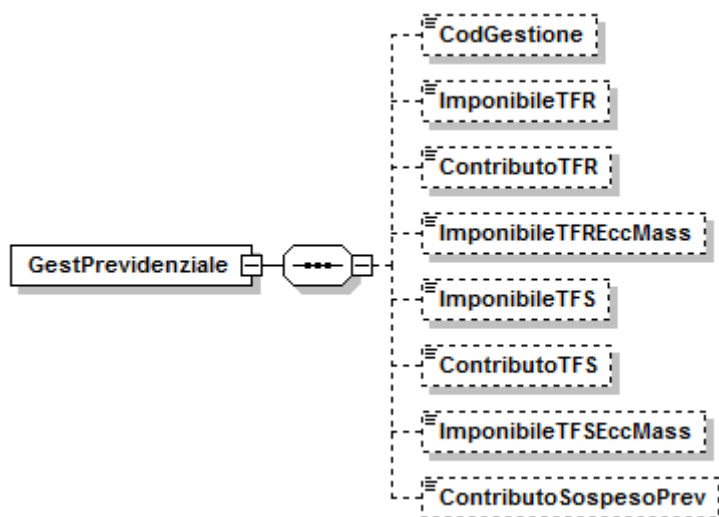 CodGestione
ImponibileTFR
ContributoTFR
ImponibileTFREccMass
GestPrevidenziale
ImponibileTFS
ContributoTFS
ImponibileTFSEccMass
ContributoSospesoPrev